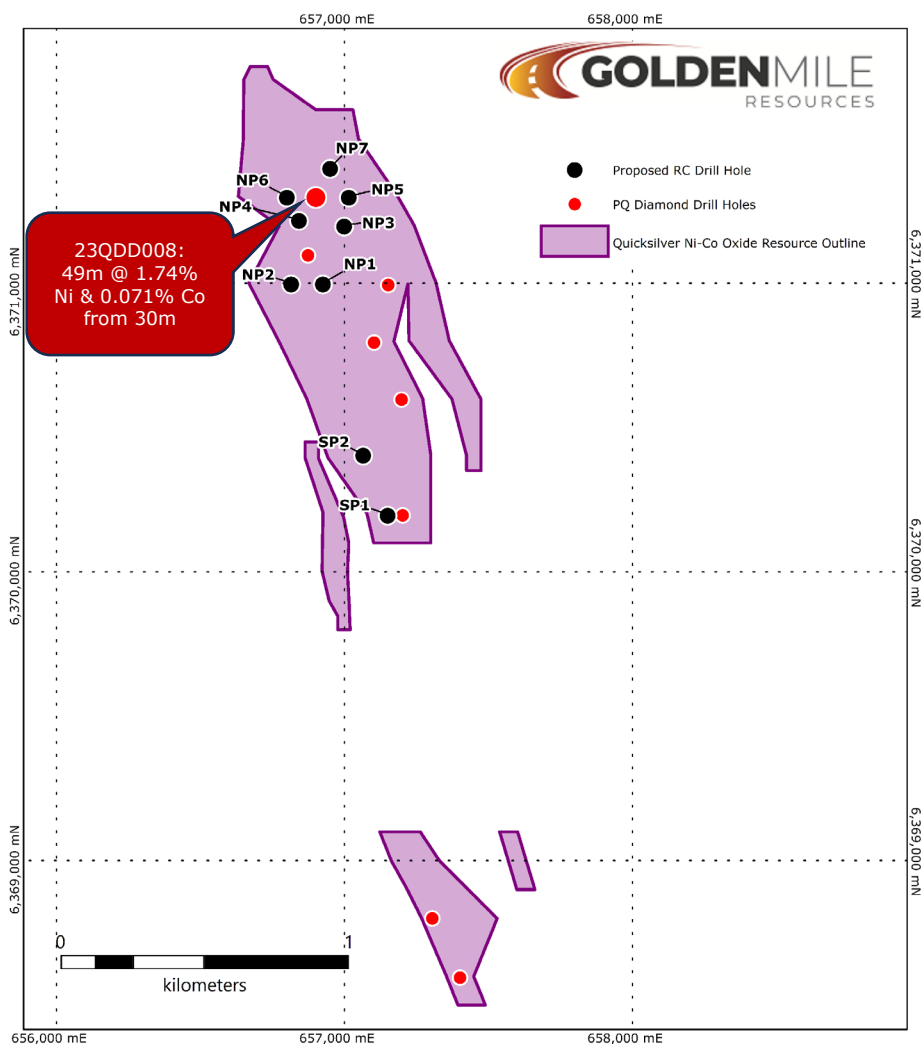 657,000 mE
658,000 mE
GOLDENMILE
RESOURCES
NP7
NP6
NP5
NP4
NP3
Proposed RC Drill Hole
PQ Diamond Drill Holes
Quicksilver Ni-Co Oxide Resource Outline
23QDD008:
49m @ 1.74%
Ni & 0.071% Co
from 30m
6,371,000 mN
6,371,000 mN
NP2
NP1
SP2
SP1
6,370,000 mN
6,370,000 mN
6,369,000 mN
6,369,000 mN
0
1
kilometers
656,000 mE
657,000 mE
658,000 mE